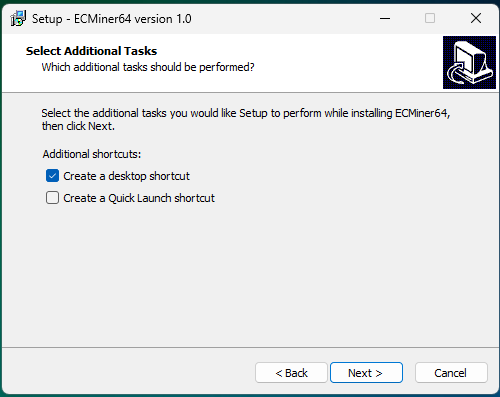 Setup - ECMiner64 version 1.0
Select Additional Tasks
Which additional tasks should be performed?
Select the additional tasks you would like Setup to perform while installing ECMiner64,
then click Next.
Additional shortcuts:
Create a desktop shortcut
Create a Quick Launch shortcut
< Back
Next >
Cancel